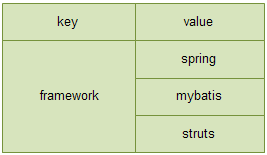 key value
spring
framework mybatis
struts